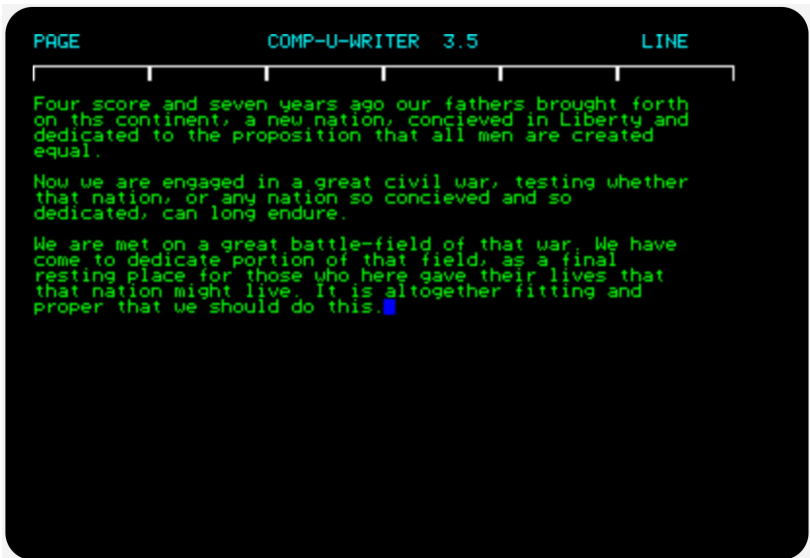 PAGE COMP-U-WRITER 3.5 LINE
Four score and seven years ago our fathers brought forth
on ths continent, a new nation, concieved in Liberty and
dedicated to the proposition that all men are created
equal.
Now we are engaged in a great civil war, testing whether
that nation, or any nation so concieved and so
dedicated, can long endure.
We are met on a great battle-field of that war. We have
come to dedicate portion of that field, as a final
resting place for those who here gave their lives that
that nation might live. It is altogether fitting and
proper that we should do this.